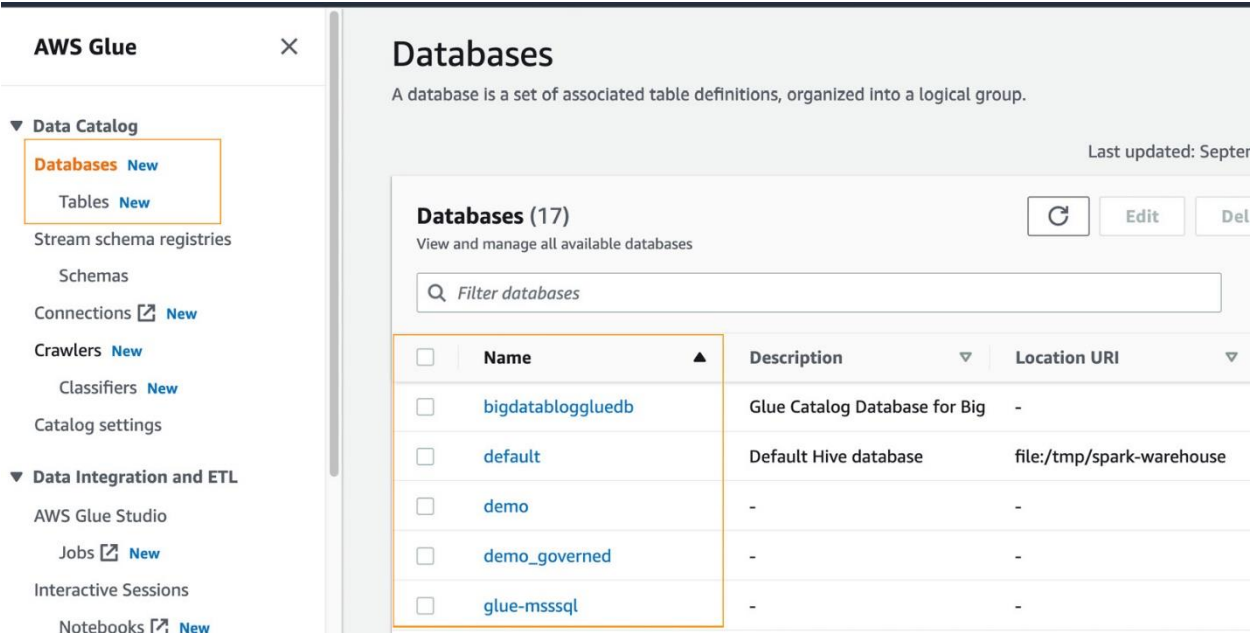 AWS Glue
Data Catalog
Databases New
Tables New
Stream schema registries
Schemas
Connections New
Crawlers New
Classifiers New
Catalog settings
Data Integration and ETL
AWS Glue Studio
Jobs New
Interactive Sessions
Notebooks New
Databases
A database is a set of associated table definitions, organized into a logical group.
Last updated: Septer
Databases (17)
View and manage all available databases
Edit
Del
Filter databases
Name Description Location URI
bigdatabloggluedb Glue Catalog Database for Big -
default Default Hive database file:/tmp/spark-warehouse
demo - -
demo_governed - -
glue-msssql - -